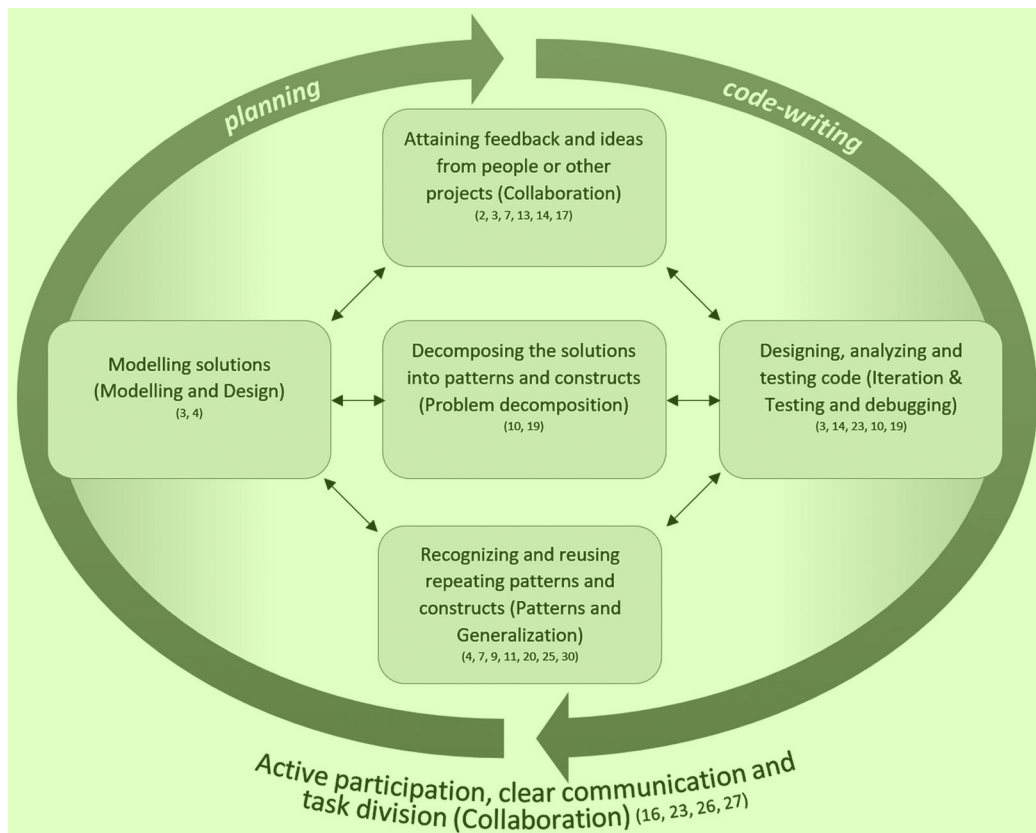 planning
code-writing
Attaining feedback and ideas
from people or other
projects (Collaboration)
(2, 3, 7, 13, 14, 17)
Modelling solutions
(Modelling and Design)
(3, 4)
Decomposing the solutions
into patterns and constructs
(Problem decomposition)
(10, 19)
Designing, analyzing and
testing code (Iteration &
Testing and debugging)
(3, 14, 23, 10, 19)
Recognizing and reusing
repeating patterns and
constructs (Patterns and
Generalization)
(4, 7, 9, 11, 20, 25, 30)
Active participation, clear communication and
task division (Collaboration) (16, 23, 26, 27)